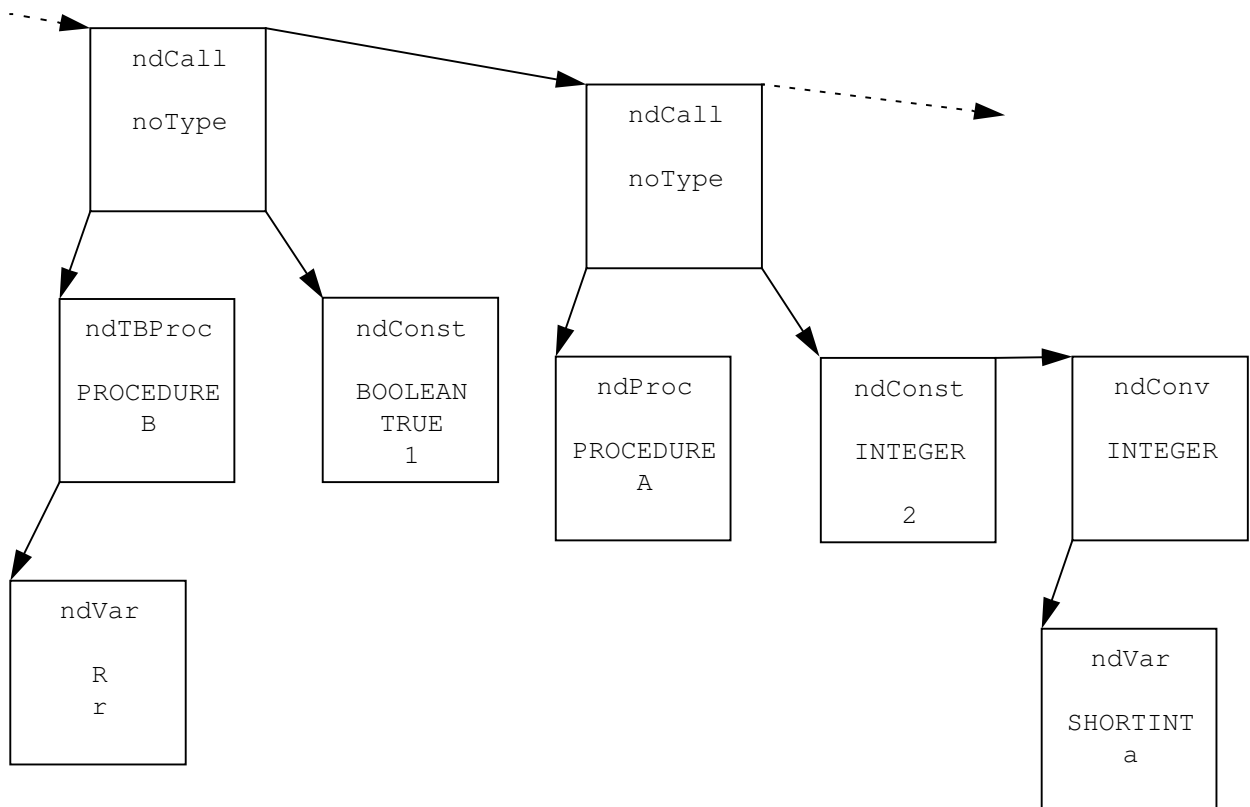 ndCall
noType
ndCall
noType
ndTBProc
PROCEDURE
B
ndConst
BOOLEAN
TRUE
1
ndProc
PROCEDURE
A
ndConst
INTEGER
2
ndConv
INTEGER
ndVar
R
r
ndVar
SHORTINT
a